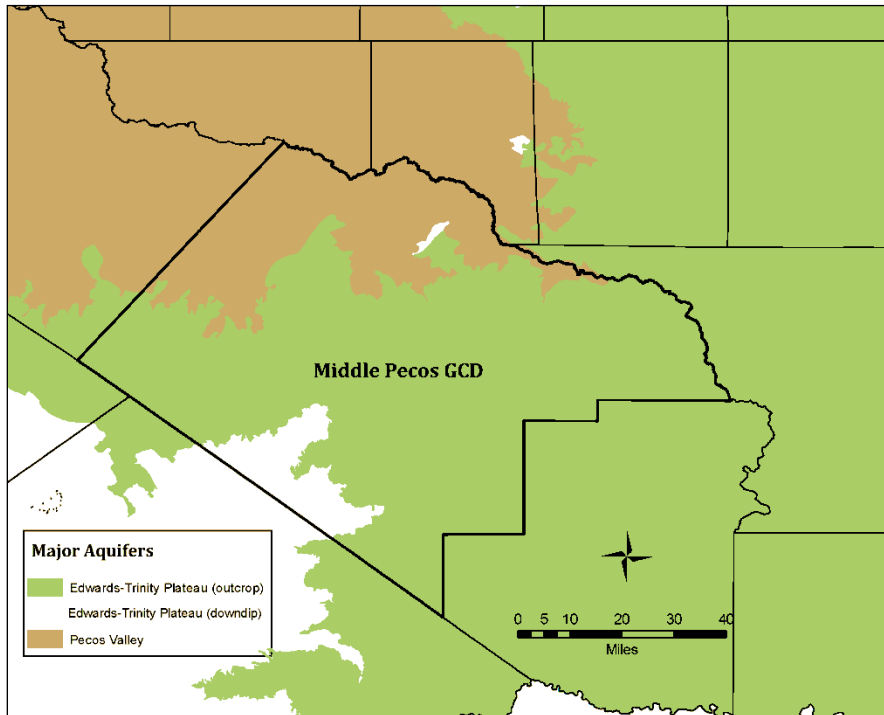 Middle Pecos GCD
Major Aquifers
Edwards-Trinity Plateau (outcrop)
Edwards-Trinity Plateau (downdip)
Pecos Valley
0 5 10 20 30 40
Miles